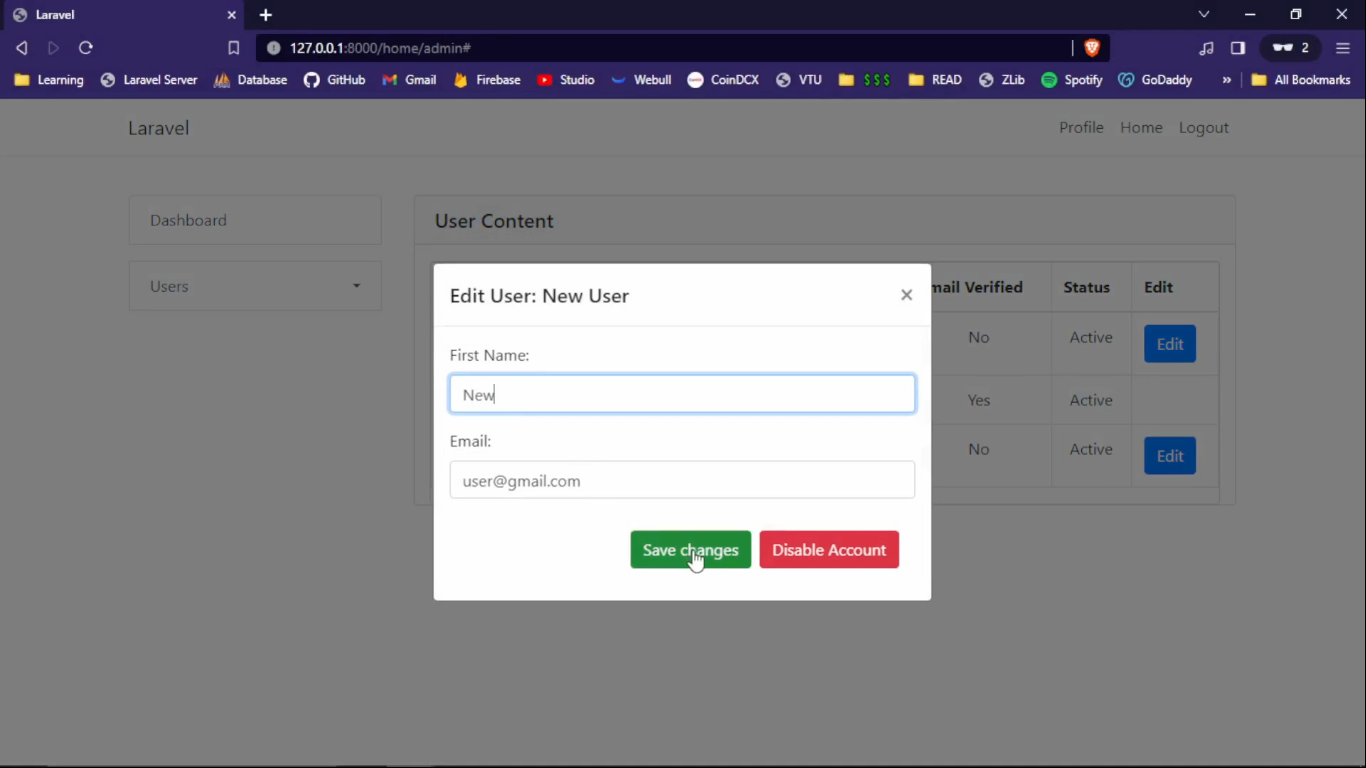 Laravel
127.0.0.1:8000/home/admin#
2
Learning Laravel Server Database GitHub Gmail Firebase Studio Webull CoinDCX VTU $ $ $ READ ZLib Spotify GoDaddy » All Bookmarks
Laravel Profile Home Logout
Dashboard
Users
User Content
mail Verified Status Edit
No Active Edit
Yes Active
No Active Edit
Edit User: New User ×
First Name:
New
Email:
user@gmail.com
Save changes Disable Account